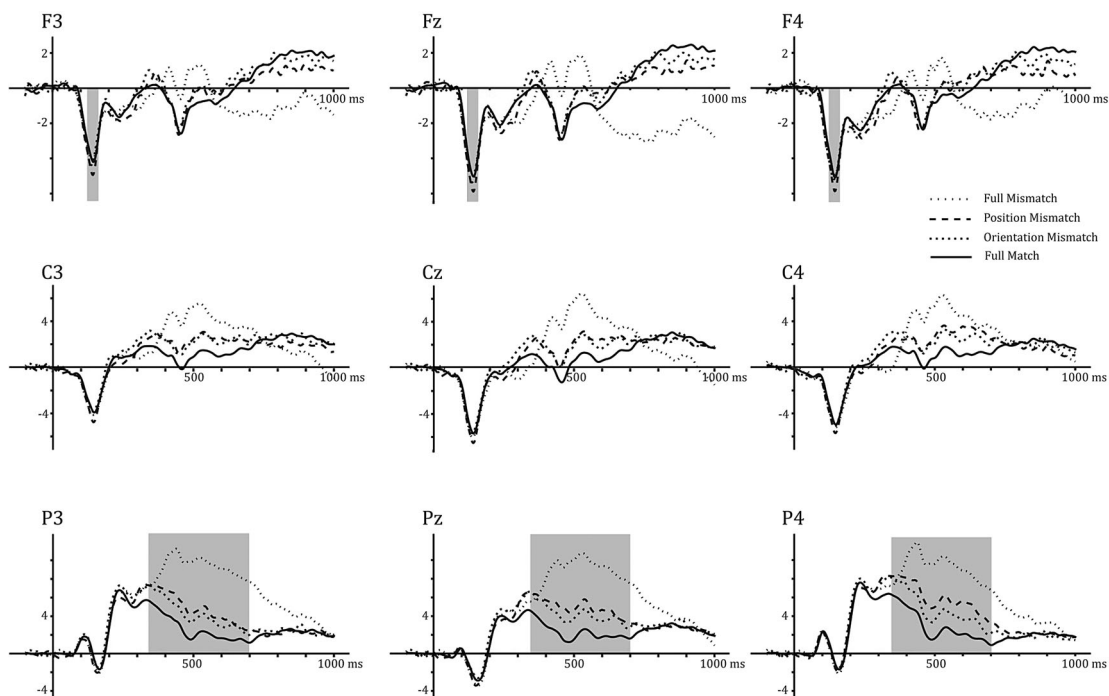 F3
Fz
F4
2
-2
1000 ms
2
-2
1000 ms
2
-2
1000 ms
Full Mismatch
Position Mismatch
Orientation Mismatch
Full Match
C3
Cz
C4
4
-4
500
1000 ms
4
-4
500
1000 ms
4
-4
500
1000 ms
P3
Pz
P4
4
-4
500
1000 ms
4
-4
500
1000 ms
4
-4
500
1000 ms